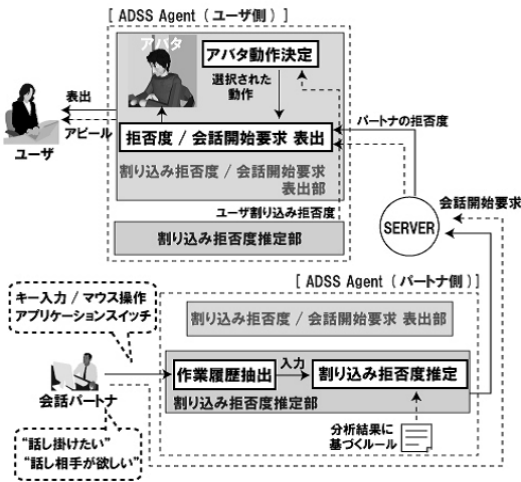 [ ADSS Agent ( ユーザ側 ) ]
アバタ
アバタ動作決定
選択された
動作
表出
アピール
ユーザ
拒否度 / 会話開始要求 表出
パートナの拒否度
割り込み拒否度 / 会話開始要求
表出部
ユーザ割り込み拒否度
割り込み拒否度推定部
会話開始要求
SERVER
[ ADSS Agent ( パートナ側 ) ]
キー入力 / マウス操作
アプリケーションスイッチ
割り込み拒否度 / 会話開始要求 表出部
会話パートナ
作業履歴抽出
入力
割り込み拒否度推定
割り込み拒否度推定部
分析結果に
基づくルール
“話し掛けたい”
“話し相手が欲しい”